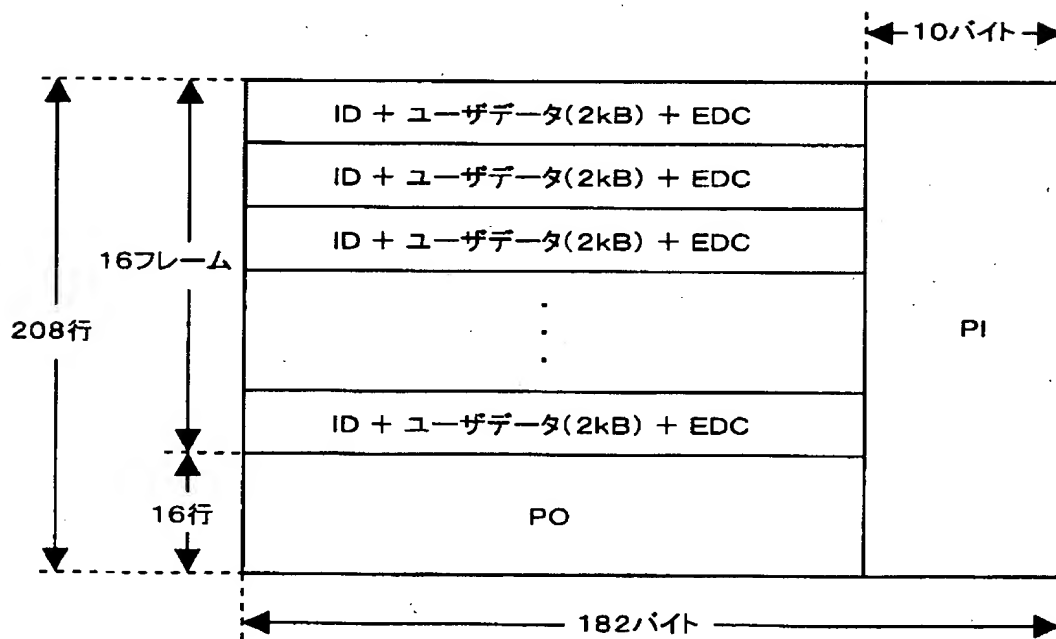 10バイト
ID + ユーザデータ(2kB) + EDC
ID + ユーザデータ(2kB) + EDC
ID + ユーザデータ(2kB) + EDC
16フレーム
208行
PI
ID + ユーザデータ(2kB) + EDC
16行
PO
182バイト